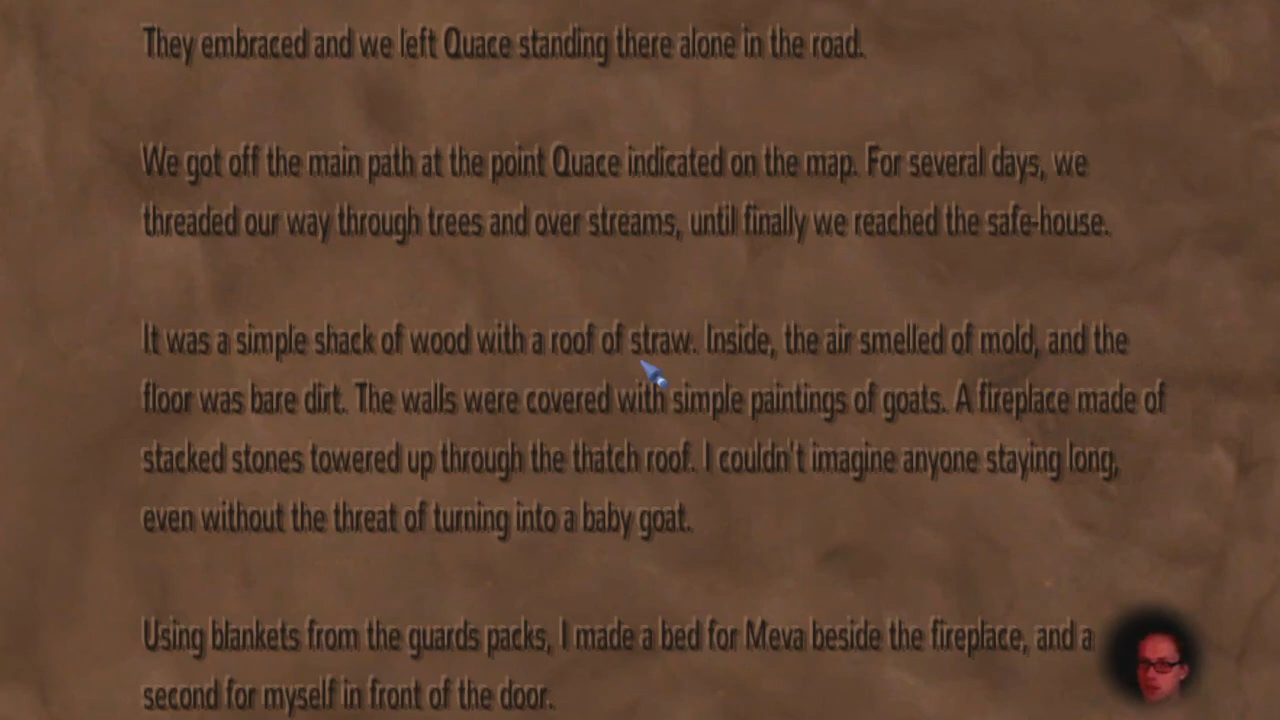 They embraced and we left Quace standing there alone in the road.
We got off the main path at the point Quace indicated on the map. For several days, we
threaded our way through trees and over streams, until finally we reached the safe-house.
It was a simple shack of wood with a roof of straw. Inside, the air smelled of mold, and the
floor was bare dirt. The walls were covered with simple paintings of goats. A fireplace made of
stacked stones towered up through the thatch roof. I couldn't imagine anyone staying long,
even without the threat of turning into a baby goat.
Using blankets from the guards packs, I made a bed for Meva beside the fireplace, and a
second for myself in front of the door.